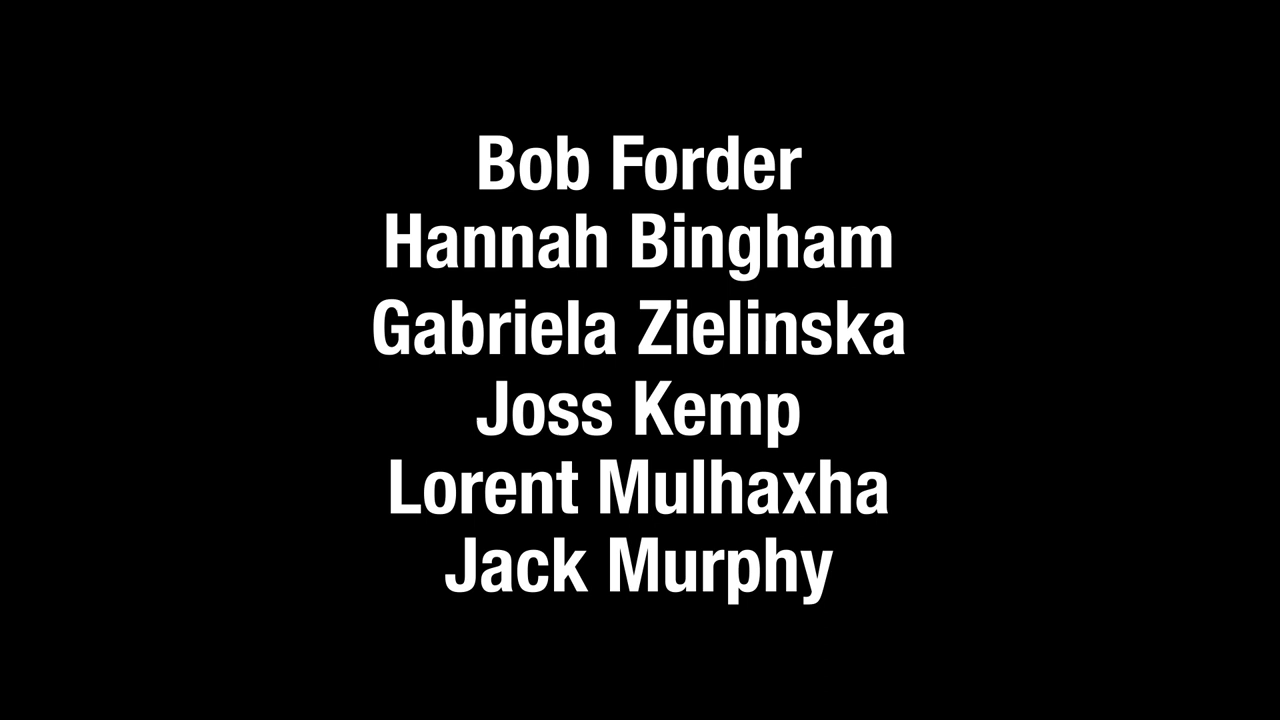 Bob Forder
Hannah Bingham
Gabriela Zielinska
Joss Kemp
Lorent Mulhaxha
Jack Murphy